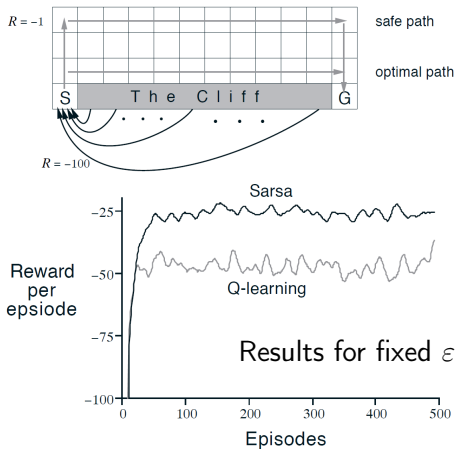 R = −1
safe path
optimal path
S
The Cliff
G
. . .
. . .
R = −100
Sarsa
−25
Reward
per
epsiode
−50
Q-learning
−75
Results for fixed ε
−100
0
100
200
300
400
500
Episodes